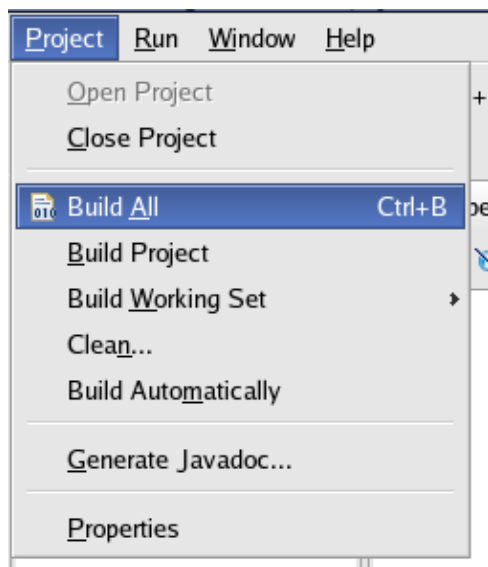 Project Run Window Help
Open Project
+
Close Project
010 Build All Ctrl+B
Build Project
Build Working Set
Clean...
Build Automatically
Generate Javadoc...
Properties